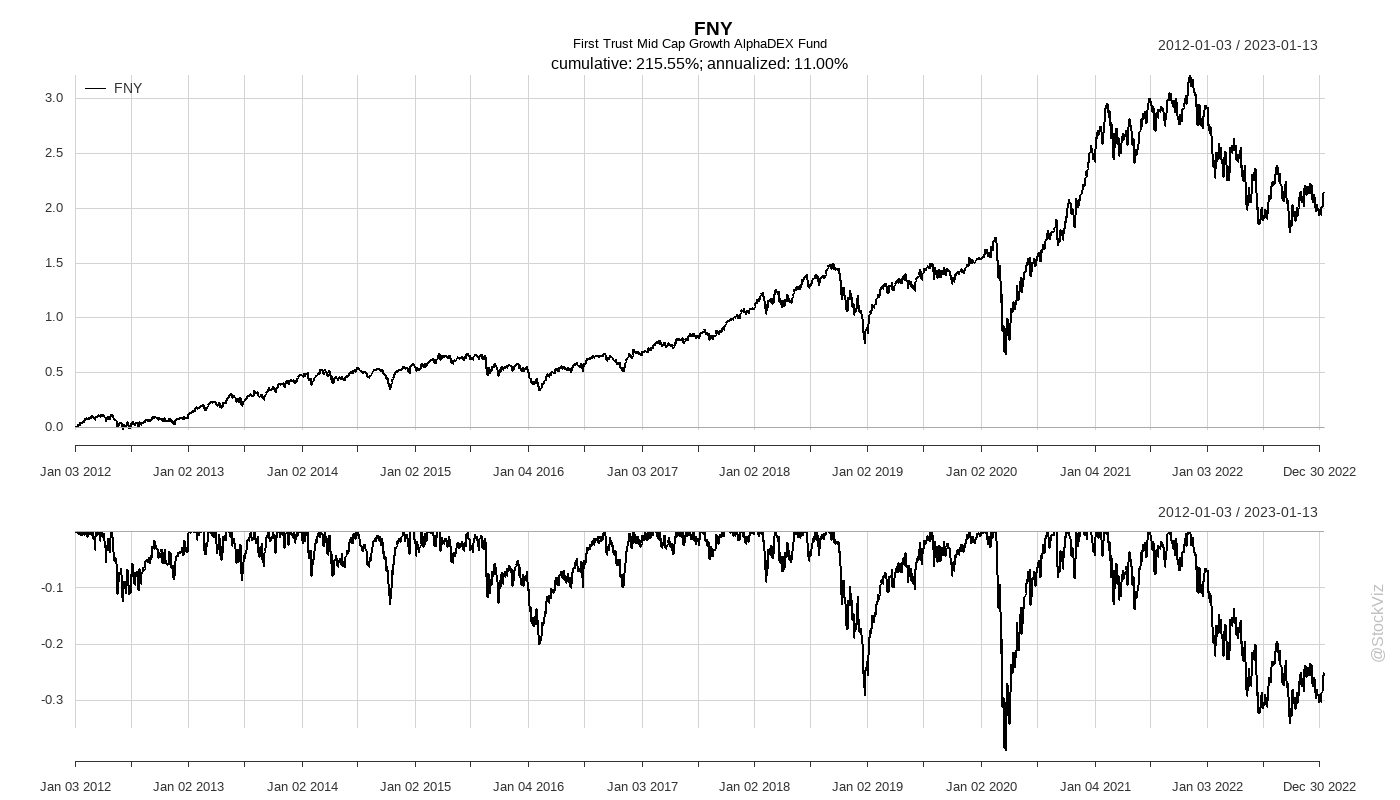 FNY
First Trust Mid Cap Growth AlphaDEX Fund
2012-01-03 / 2023-01-13
cumulative: 215.55%; annualized: 11.00%
FNY
3.0
2.5
2.0
1.5
1.0
0.5
0.0
Jan 03 2012 Jan 02 2013 Jan 02 2014 Jan 02 2015 Jan 04 2016 Jan 03 2017 Jan 02 2018 Jan 02 2019 Jan 02 2020 Jan 04 2021 Jan 03 2022 Dec 30 2022
2012-01-03 / 2023-01-13
-0.1
-0.2
-0.3
Jan 03 2012 Jan 02 2013 Jan 02 2014 Jan 02 2015 Jan 04 2016 Jan 03 2017 Jan 02 2018 Jan 02 2019 Jan 02 2020 Jan 04 2021 Jan 03 2022 Dec 30 2022
@StockViz